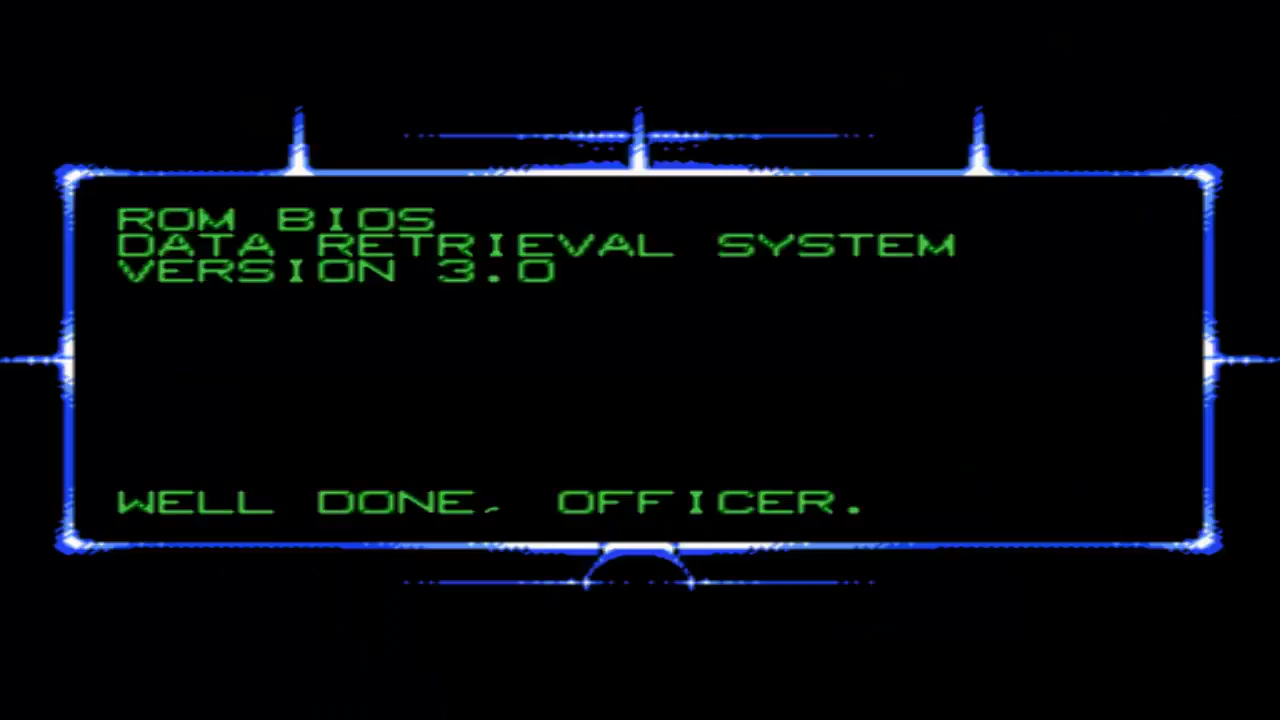 ROM BIOS
DATA RETRIEVAL SYSTEM
VERSION 3.0
WELL DONE, OFFICER.